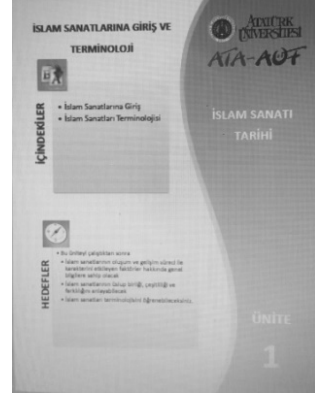 İSLAM SANATLARINA GİRİŞ VE
TERMİNOLOJİ
İÇİNDEKİLER
• İslam Sanatlarına Giriş
• İslam Sanatları Terminolojisi
HEDEFLER
• Bu üniteyi çalıştıktan sonra
• İslam sanatlarının oluşum ve gelişim süreci ile
sanatlarını etkileyen faktörler hakkında genel
bilgilere sahip olacak
• İslam sanatlarının üslup birliği, çeşitliliği ve
farklılığını anlayabilecek
• İslam sanatları terminolojisini öğrenebileceksiniz.
ATATÜRK
ÜNİVERSİTESİ
ATA-AÖF
İSLAM SANATI
TARİHİ
ÜNİTE
1